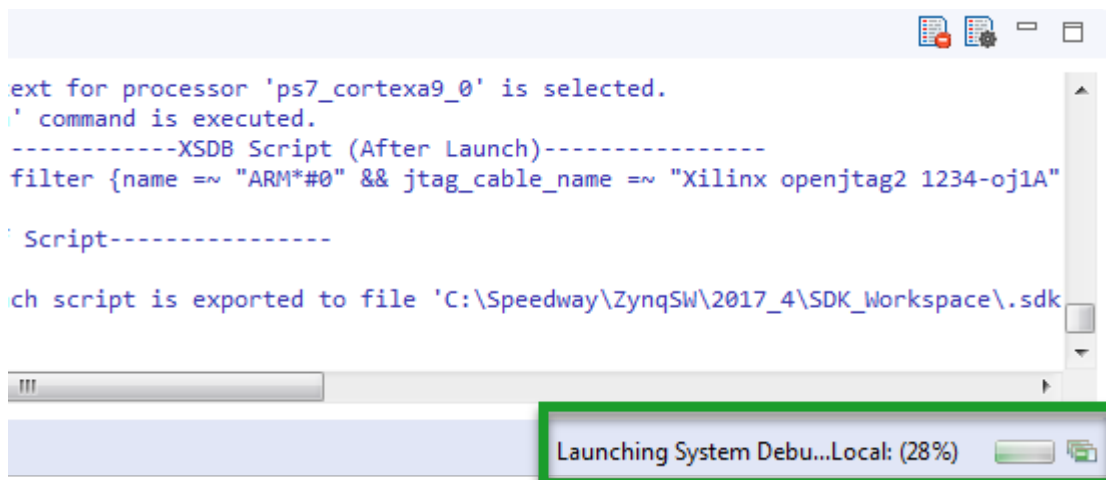 text for processor 'ps7_cortexa9_0' is selected.
' command is executed.
------------XSDB Script (After Launch)----------------
filter {name =~ "ARM*#0" && jtag_cable_name =~ "Xilinx openjtag2 1234-oj1A"
Script----------------
ch script is exported to file 'C:\Speedway\ZynqSW\2017_4\SDK_Workspace\.sdk
Launching System Debu...Local: (28%)